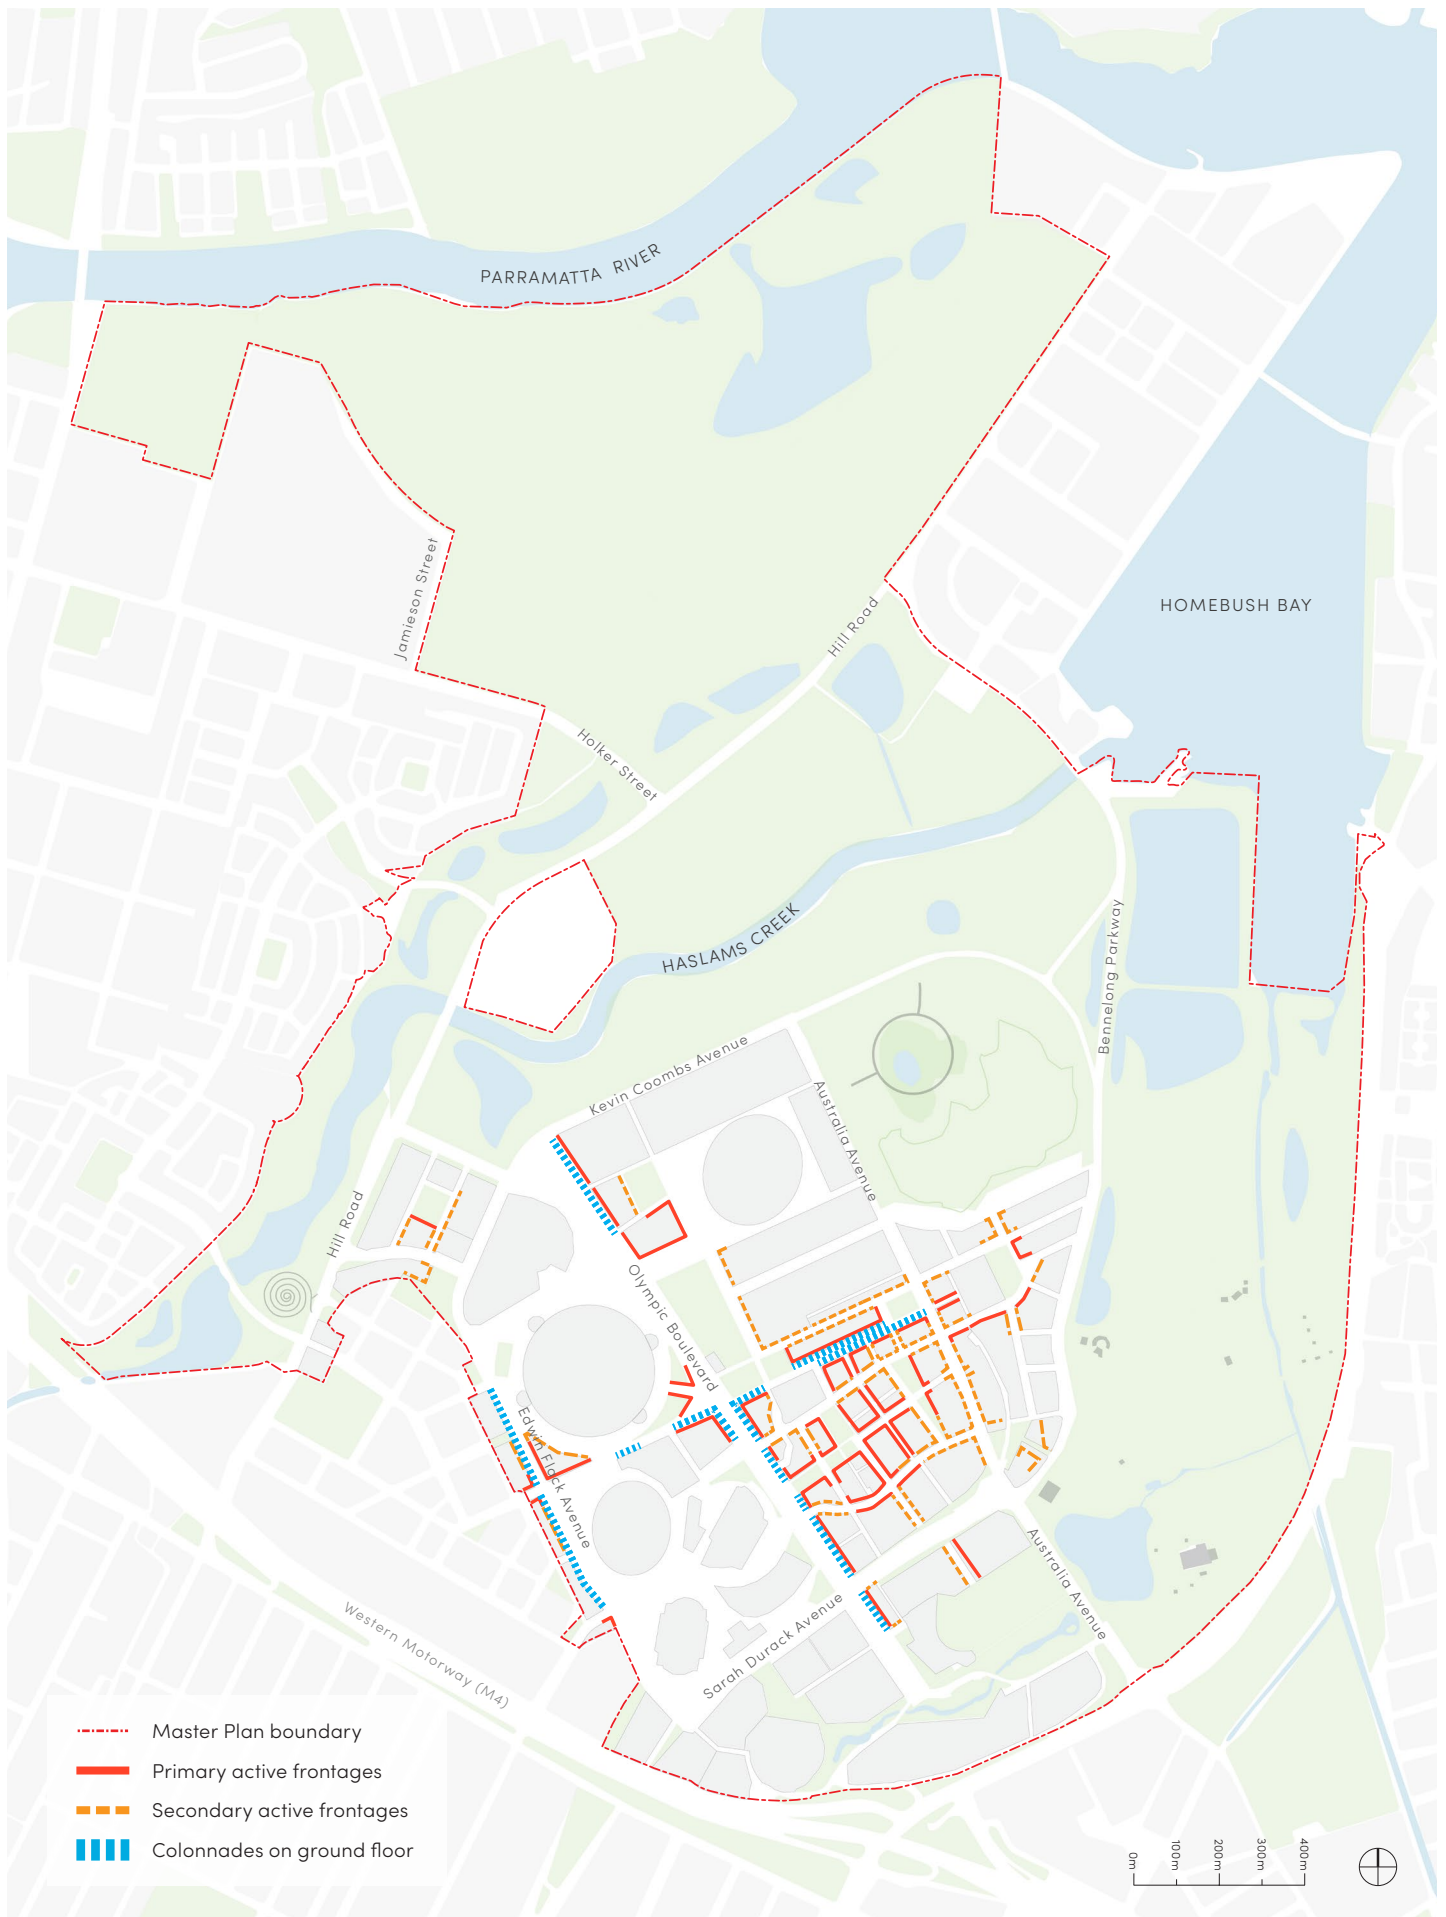 PARRAMATTA RIVER
HOMEBUSH BAY
Jamieson Street
Hill Road
Holker Street
HASLAMS CREEK
Bennelong Parkway
Kevin Coombs Avenue
Australia Avenue
Hill Road
Olympic Boulevard
Edwin Flack Avenue
Australia Avenue
Sarah Durack Avenue
Western Motorway (M4)
Master Plan boundary
Primary active frontages
Secondary active frontages
Colonnades on ground floor
0m
100m
200m
300m
400m